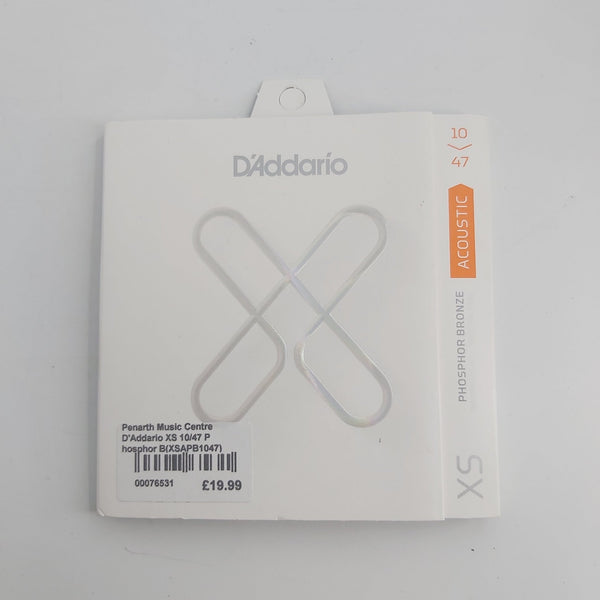 D'Addario
10
47
ACOUSTIC
PHOSPHOR BRONZE
XS
Penarth Music Centre
D'Addario XS 10/47 P
hosphor B(XSAPB1047)
00076531 £19.99